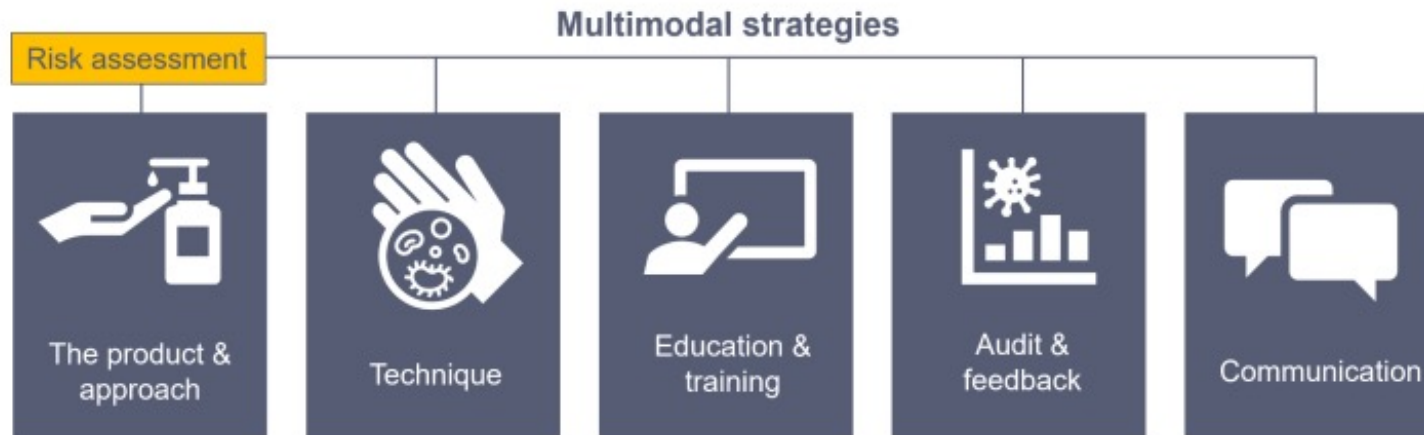 Multimodal strategies
Risk assessment
The product &
approach
Technique
Education &
training
Audit &
feedback
Communication